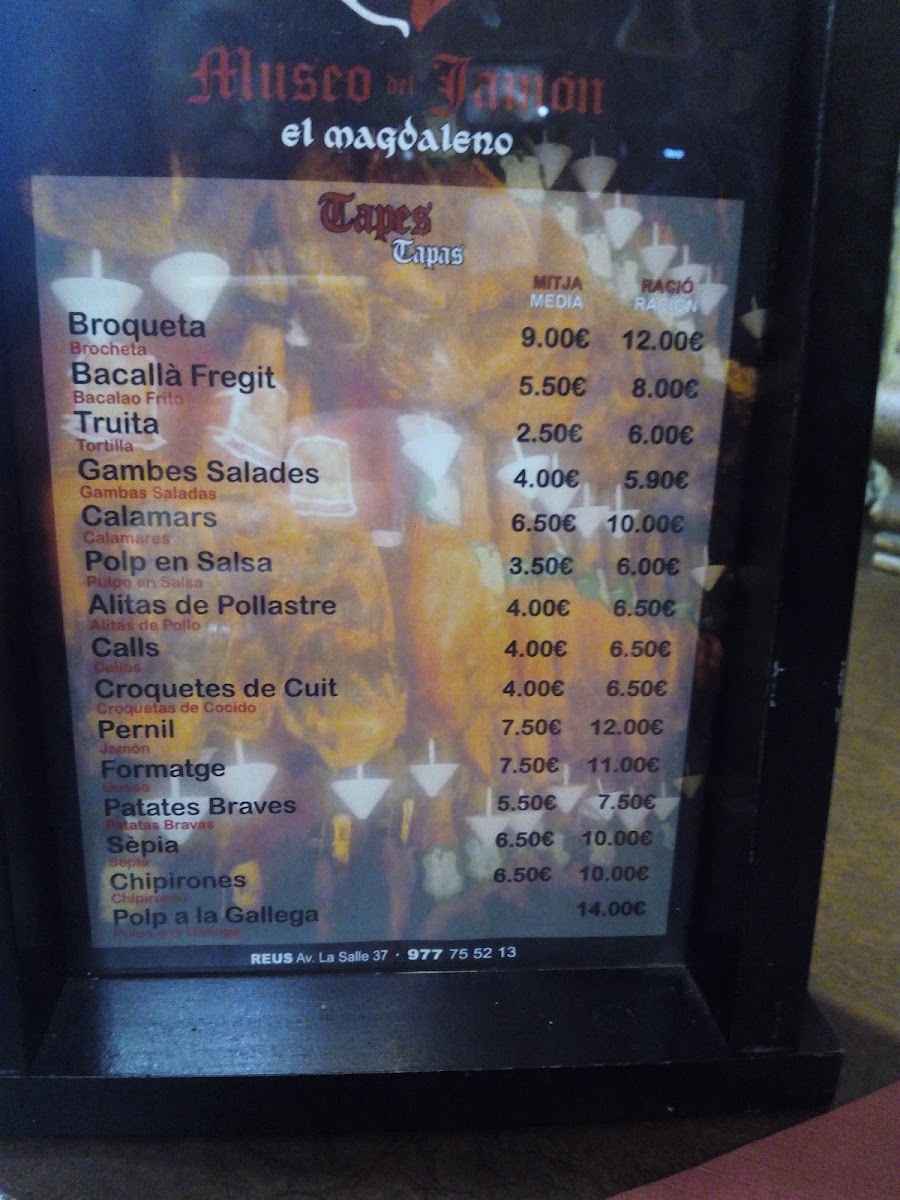 Museo del Jamón
el magdaleno
Tapes
Tapas
MITJA RACIÓ
MEDIA RACIÓN
Broqueta 9.00€ 12.00€
Brocheta
Bacallà Fregit 5.50€ 8.00€
Bacalao Frito
Truita 2.50€ 6.00€
Tortilla
Gambes Salades 4.00€ 5.90€
Gambas Saladas
Calamars 6.50€ 10.00€
Calamares
Polp en Salsa 3.50€ 6.00€
Pulpo en Salsa
Alitas de Pollastre 4.00€ 6.50€
Alitas de Pollo
Calls 4.00€ 6.50€
Callos
Croquetes de Cuit 4.00€ 6.50€
Croquetas de Cocido
Pernil 7.50€ 12.00€
Jamón
Formatge 7.50€ 11.00€
Patates Braves 5.50€ 7.50€
Patatas Bravas
Sèpia 6.50€ 10.00€
Sepia
Chipirones 6.50€ 10.00€
Chipirones
Polp a la Gallega 14.00€
REUS Av. La Salle 37 · 977 75 52 13